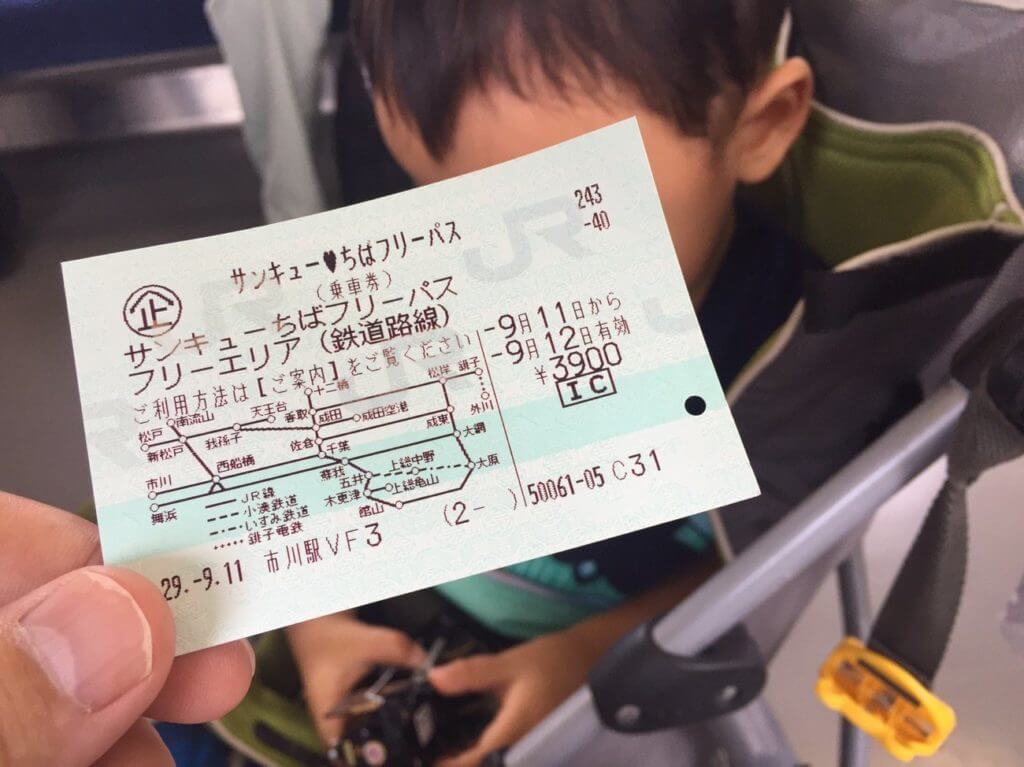 243
-40
サンキュー♥ちばフリーパス
(乗車券)
企
サンキューちばフリーパス
フリーエリア(鉄道路線)
ご利用方法は【ご案内】をご覧ください
-9月11日から
-9月12日有効
¥3900
IC
十二橋 松岸 銚子
松戸 南流山 天王台 香取 成田 成田空港 外川
新松戸 我孫子 佐倉 成東
西船橋 千葉 大網
市川 蘇我 上総中野
五井 大原
舞浜 木更津 上総亀山
館山
JR線
小湊鉄道
いすみ鉄道
銚子電鉄
29.-9.11 市川駅VF3 (2- ) 50061-05 C31
JR